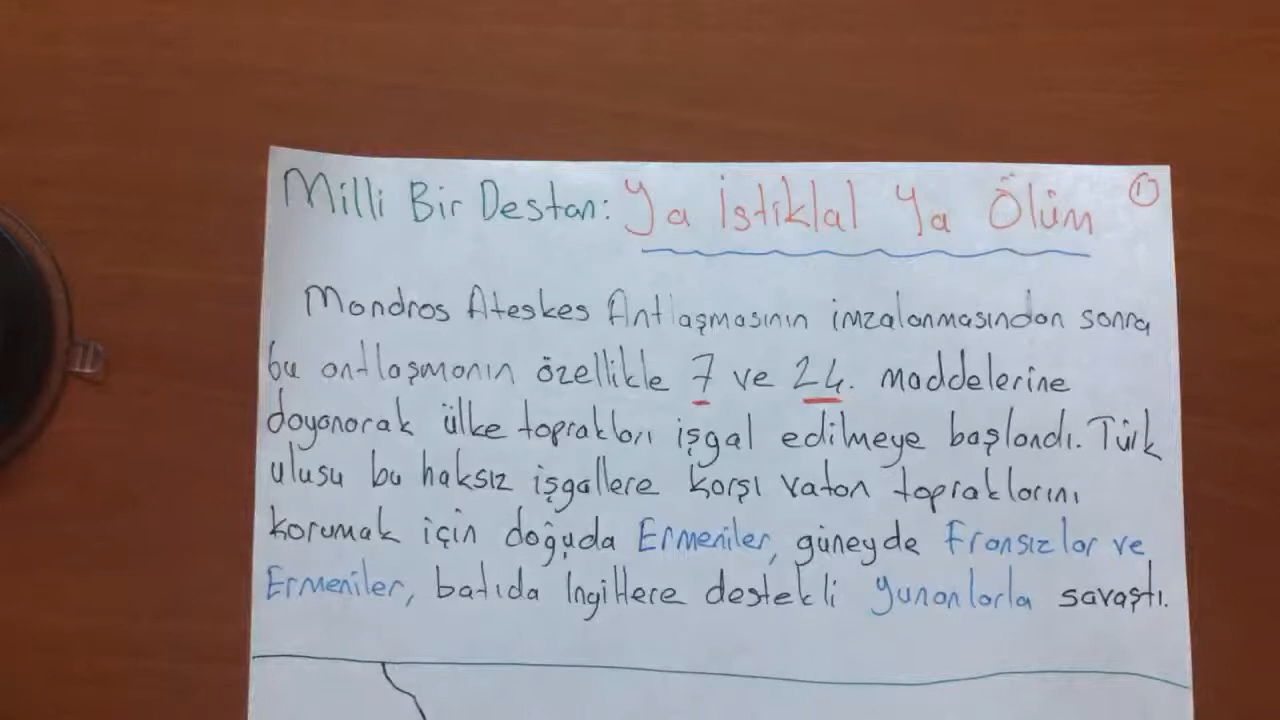 Milli Bir Destan: Ya İstiklal Ya Ölüm 1
Mondros Ateskes Antlaşmasının imzalanmasından sonra
bu antlaşmanın özellikle 7 ve 24. maddelerine
dayanarak ülke toprakları işgal edilmeye başlandı. Türk
ulusu bu haksız işgallere karşı vatan topraklarını
korumak için doğuda Ermeniler, güneyde Fransızlar ve
Ermeniler, batıda İngiltere destekli Yunanlarla savaştı.